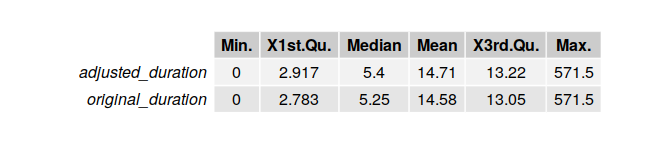 Min. X1st.Qu. Median Mean X3rd.Qu. Max.
adjusted_duration 0 2.917 5.4 14.71 13.22 571.5
original_duration 0 2.783 5.25 14.58 13.05 571.5